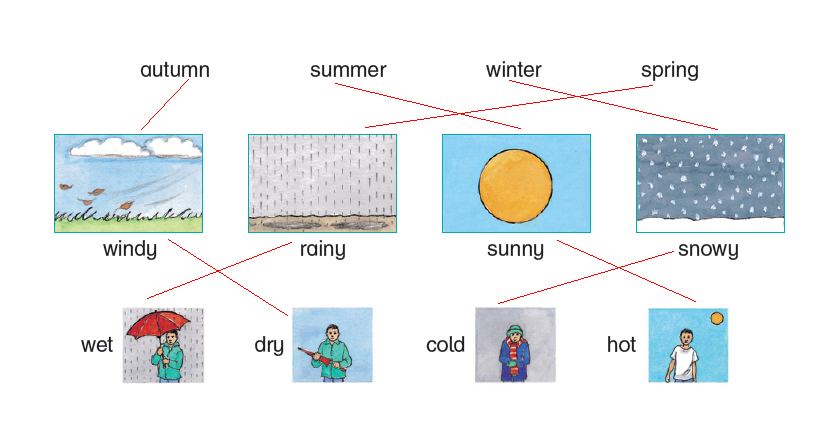 autumn summer winter spring
windy rainy sunny snowy
wet dry cold hot